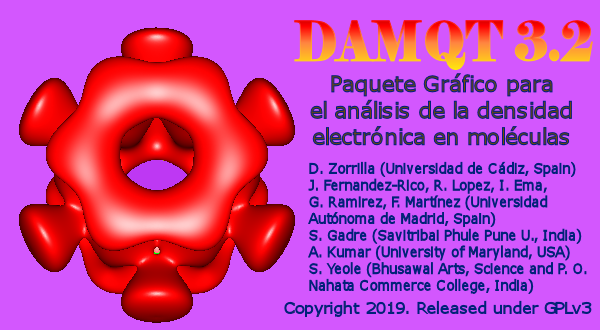 DAMQT 3.2
Paquete Gráfico para
el análisis de la densidad
electrónica en moléculas
D. Zorrilla (Universidad de Cádiz, Spain)
J. Fernandez-Rico, R. Lopez, I. Ema,
G. Ramirez, F. Martínez (Universidad
Autónoma de Madrid, Spain)
S. Gadre (Savitribai Phule Pune U., India)
A. Kumar (University of Maryland, USA)
S. Yeole (Bhusawal Arts, Science and P. O.
Nahata Commerce College, India)
Copyright 2019. Released under GPLv3